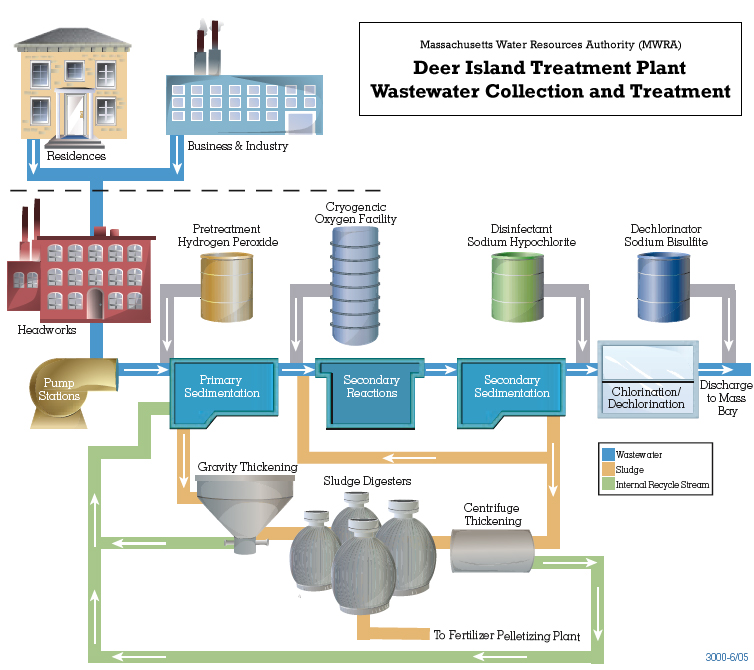 Massachusetts Water Resources Authority (MWRA)
Deer Island Treatment Plant
Wastewater Collection and Treatment
Residences
Business & Industry
Headworks
Pretreatment
Hydrogen Peroxide
Cryogencic
Oxygen Facility
Disinfectant
Sodium Hypochlorite
Dechlorinator
Sodium Bisulfite
Pump
Stations
Primary
Sedimentation
Secondary
Reactions
Secondary
Sedimentation
Chlorination/
Dechlorination
Discharge
to Mass
Bay
Wastewater
Sludge
Internal Recycle Stream
Gravity Thickening
Sludge Digesters
Centrifuge
Thickening
To Fertilizer Pelletizing Plant
3000-6/05